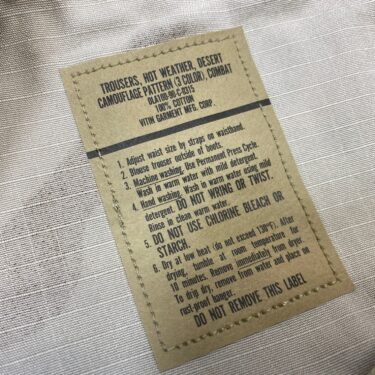 TROUSERS, HOT WEATHER, DESERT
CAMOUFLAGE PATTERN (3 COLOR), COMBAT
100% COTTON
VITIN GARMENT MFG. CORP.
1. Adjust waist size by straps on waistband.
2. Blouse trouser outside of boots.
3. Machine washing. Use Permanent Press Cycle.
Wash in warm water with mild detergent.
4. Hand washing. Wash in warm water using mild
detergent. DO NOT WRING OR TWIST.
Rinse in clean warm water.
5. DO NOT USE CHLORINE BLEACH OR
STARCH.
6. Dry at low heat (do not exceed 130°F). After
drying, tumble at room temperature for
10 minutes. Remove immediately from dryer.
To drip dry, remove from water and place on
rust-proof hanger.
DO NOT REMOVE THIS LABEL